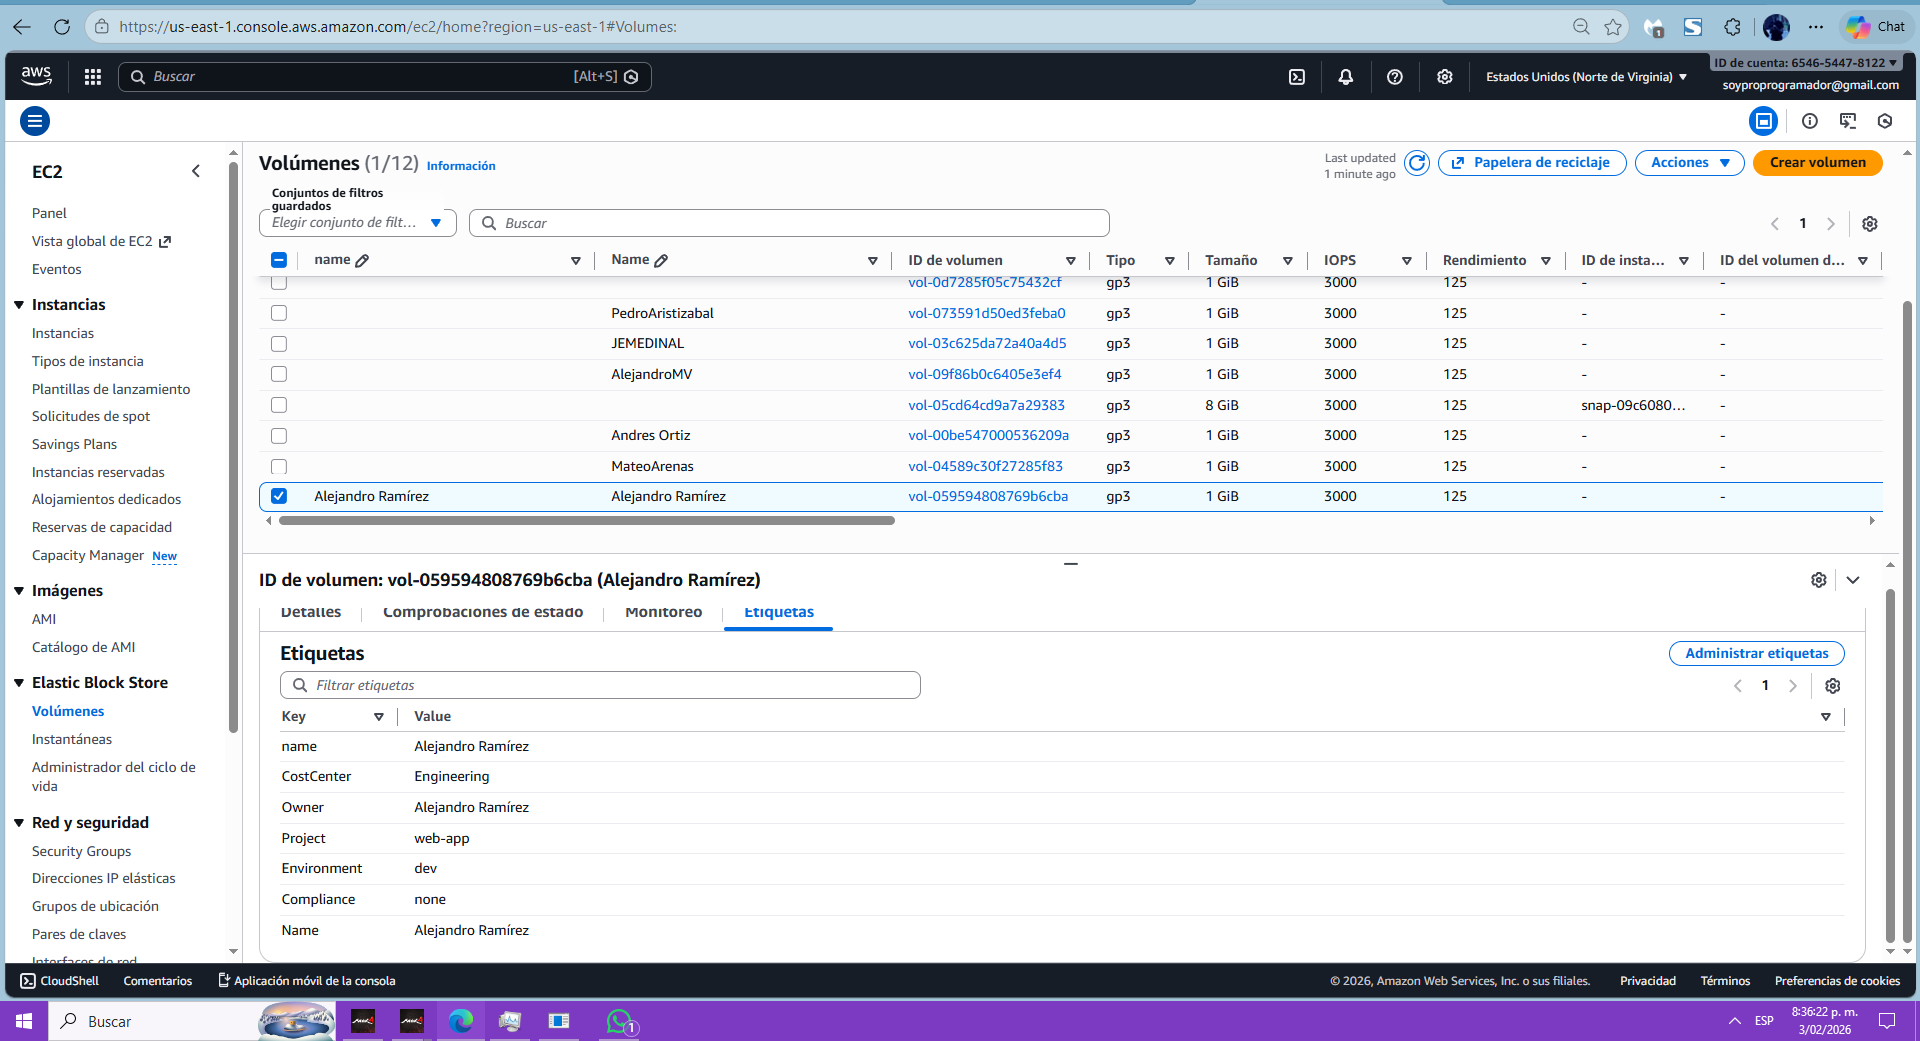 https://us-east-1.console.aws.amazon.com/ec2/home?region=us-east-1#Volumes:
1
Chat
aws
Buscar
[Alt+S]
Estados Unidos (Norte de Virginia)
ID de cuenta: 6546-5447-8122
soyproprogramador@gmail.com
EC2
Panel
Vista global de EC2
Eventos
Instancias
Instancias
Tipos de instancia
Plantillas de lanzamiento
Solicitudes de spot
Savings Plans
Instancias reservadas
Alojamientos dedicados
Reservas de capacidad
Capacity Manager New
Imágenes
AMI
Catálogo de AMI
Elastic Block Store
Volúmenes
Instantáneas
Administrador del ciclo de
vida
Red y seguridad
Security Groups
Direcciones IP elásticas
Grupos de ubicación
Pares de claves
Interfaces de red
Volúmenes (1/12) Información
Last updated
1 minute ago
Papelera de reciclaje
Acciones
Crear volumen
Conjuntos de filtros
guardados
Elegir conjunto de filt...
Buscar
1
name Name ID de volumen Tipo Tamaño IOPS Rendimiento ID de insta... ID del volumen d...
vol-0d7285f05c75432cf gp3 1 GiB 3000 125 - -
PedroAristizabal vol-073591d50ed3feba0 gp3 1 GiB 3000 125 - -
JEMEDINAL vol-03c625da72a40a4d5 gp3 1 GiB 3000 125 - -
AlejandroMV vol-09f86b0c6405e3ef4 gp3 1 GiB 3000 125 - -
vol-05cd64cd9a7a29383 gp3 8 GiB 3000 125 snap-09c6080... -
Andres Ortiz vol-00be547000536209a gp3 1 GiB 3000 125 - -
MateoArenas vol-04589c30f27285f83 gp3 1 GiB 3000 125 - -
Alejandro Ramírez Alejandro Ramírez vol-059594808769b6cba gp3 1 GiB 3000 125 - -
ID de volumen: vol-059594808769b6cba (Alejandro Ramírez)
Detalles
Comprobaciones de estado
Monitoreo
Etiquetas
Etiquetas
Administrar etiquetas
Filtrar etiquetas
1
Key Value
name Alejandro Ramírez
CostCenter Engineering
Owner Alejandro Ramírez
Project web-app
Environment dev
Compliance none
Name Alejandro Ramírez
CloudShell
Comentarios
Aplicación móvil de la consola
© 2026, Amazon Web Services, Inc. o sus filiales.
Privacidad
Términos
Preferencias de cookies
Buscar
1
ESP
8:36:22 p. m.
3/02/2026